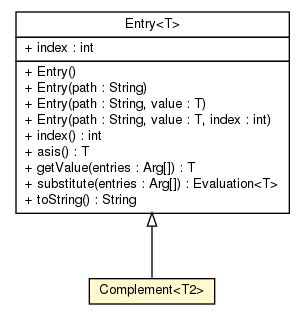 Entry<T>
+ index : int
+ Entry()
+ Entry(path : String)
+ Entry(path : String, value : T)
+ Entry(path : String, value : T, index : int)
+ index() : int
+ asis() : T
+ getValue(entries : Arg[]) : T
+ substitute(entries : Arg[]) : Evaluation<T>
+ toString() : String
Complement<T2>